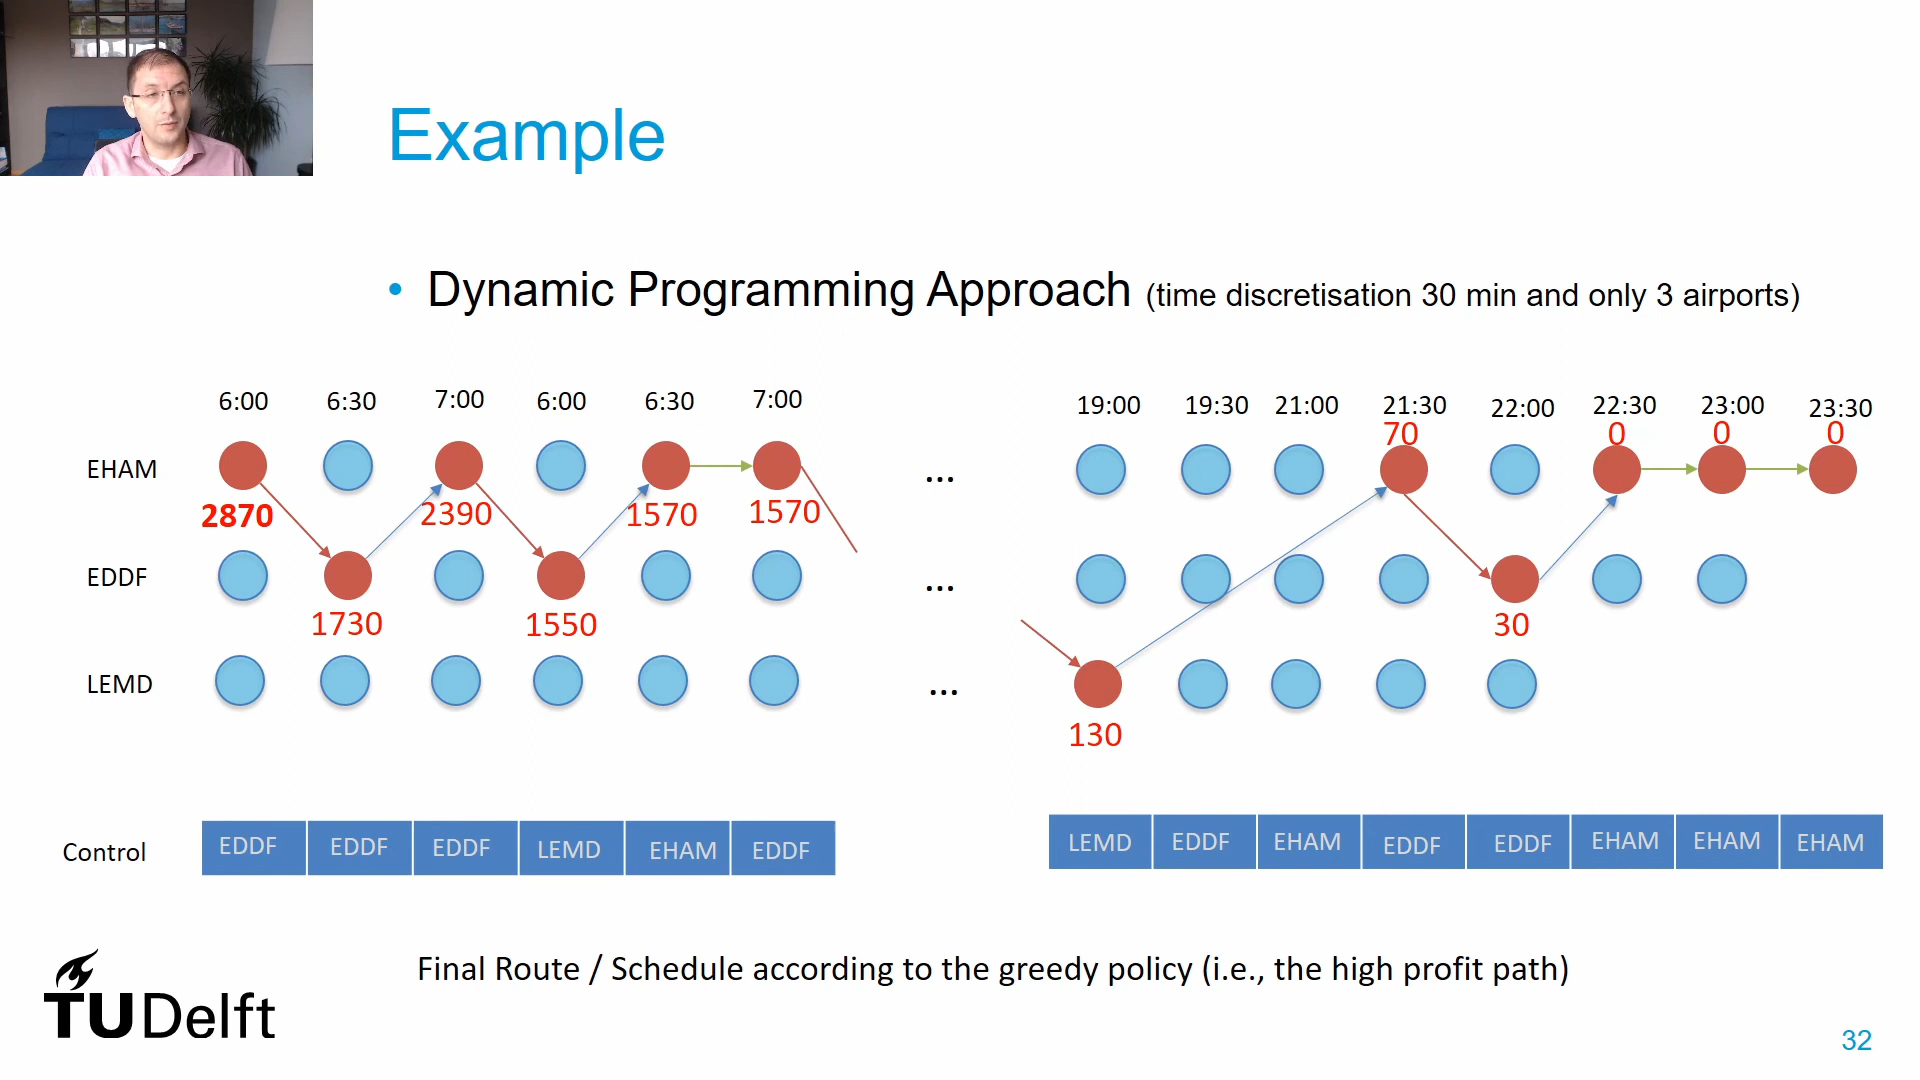 Example
• Dynamic Programming Approach (time discretisation 30 min and only 3 airports)
6:00 6:30 7:00 6:00 6:30 7:00 19:00 19:30 21:00 21:30 22:00 22:30 23:00 23:30
70 0 0 0
EHAM ...
2870 2390 1570 1570
EDDF ...
1730 1550 30
LEMD ...
130
Control EDDF EDDF EDDF LEMD EHAM EDDF LEMD EDDF EHAM EDDF EDDF EHAM EHAM EHAM
Final Route / Schedule according to the greedy policy (i.e., the high profit path)
TUDelft
32